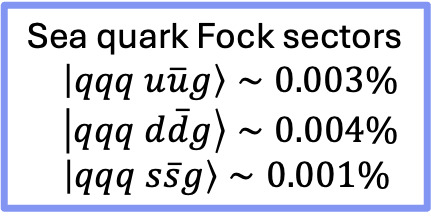 Sea quark Fock sectors
|qqq uūg⟩ ~ 0.003%
|qqq dd̄g⟩ ~ 0.004%
|qqq ss̄g⟩ ~ 0.001%